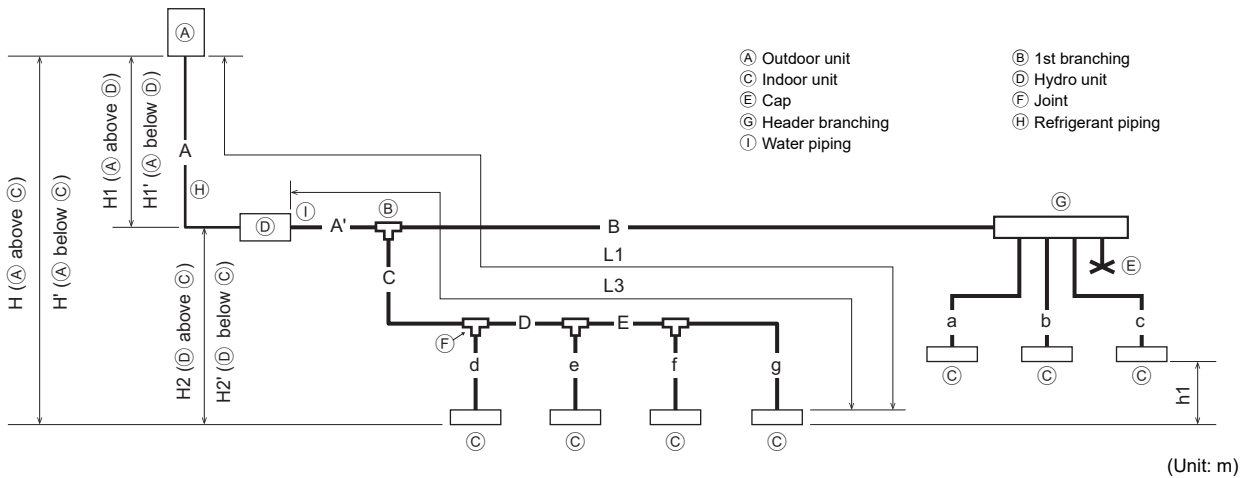 Ⓐ
Ⓐ Outdoor unit
Ⓒ Indoor unit
Ⓔ Cap
Ⓖ Header branching
Ⓘ Water piping
Ⓑ 1st branching
Ⓓ Hydro unit
Ⓕ Joint
Ⓗ Refrigerant piping
H (Ⓐ above Ⓒ)
H' (Ⓐ below Ⓒ)
H1 (Ⓐ above Ⓓ)
H1' (Ⓐ below Ⓓ)
H2 (Ⓓ above Ⓒ)
H2' (Ⓓ below Ⓒ)
A
Ⓗ
Ⓓ
Ⓘ
A'
Ⓑ
B
Ⓖ
L1
L3
C
Ⓔ
D
E
Ⓕ
a
b
c
d
e
f
g
Ⓒ
Ⓒ
Ⓒ
h1
Ⓒ
Ⓒ
Ⓒ
Ⓒ
(Unit: m)